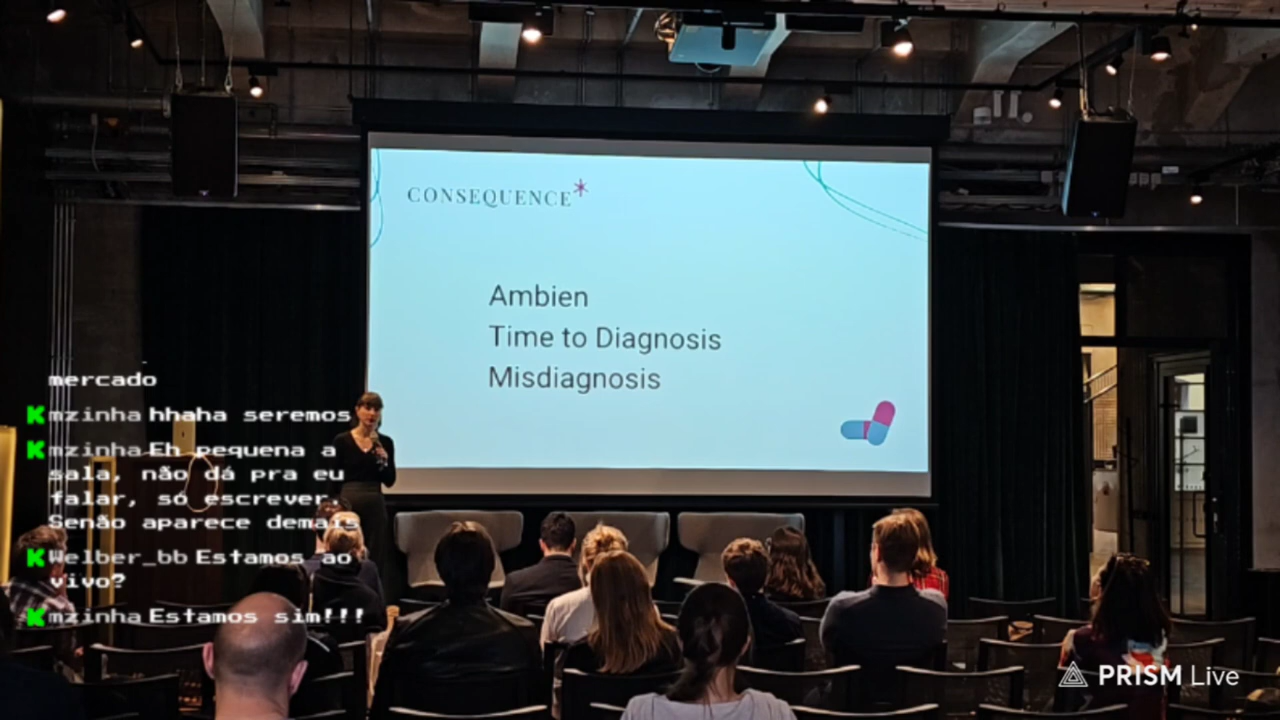 CONSEQUENCE*
Ambien
Time to Diagnosis
Misdiagnosis
mercado
K mzinha hhaha seremos
K mzinha Eh pequena a
sala, não dá pra eu
falar, só escrever.
Senão aparece demais
K Welber_bb Estamos ao
vivo?
K mzinha Estamos sim!!!
PRISM Live